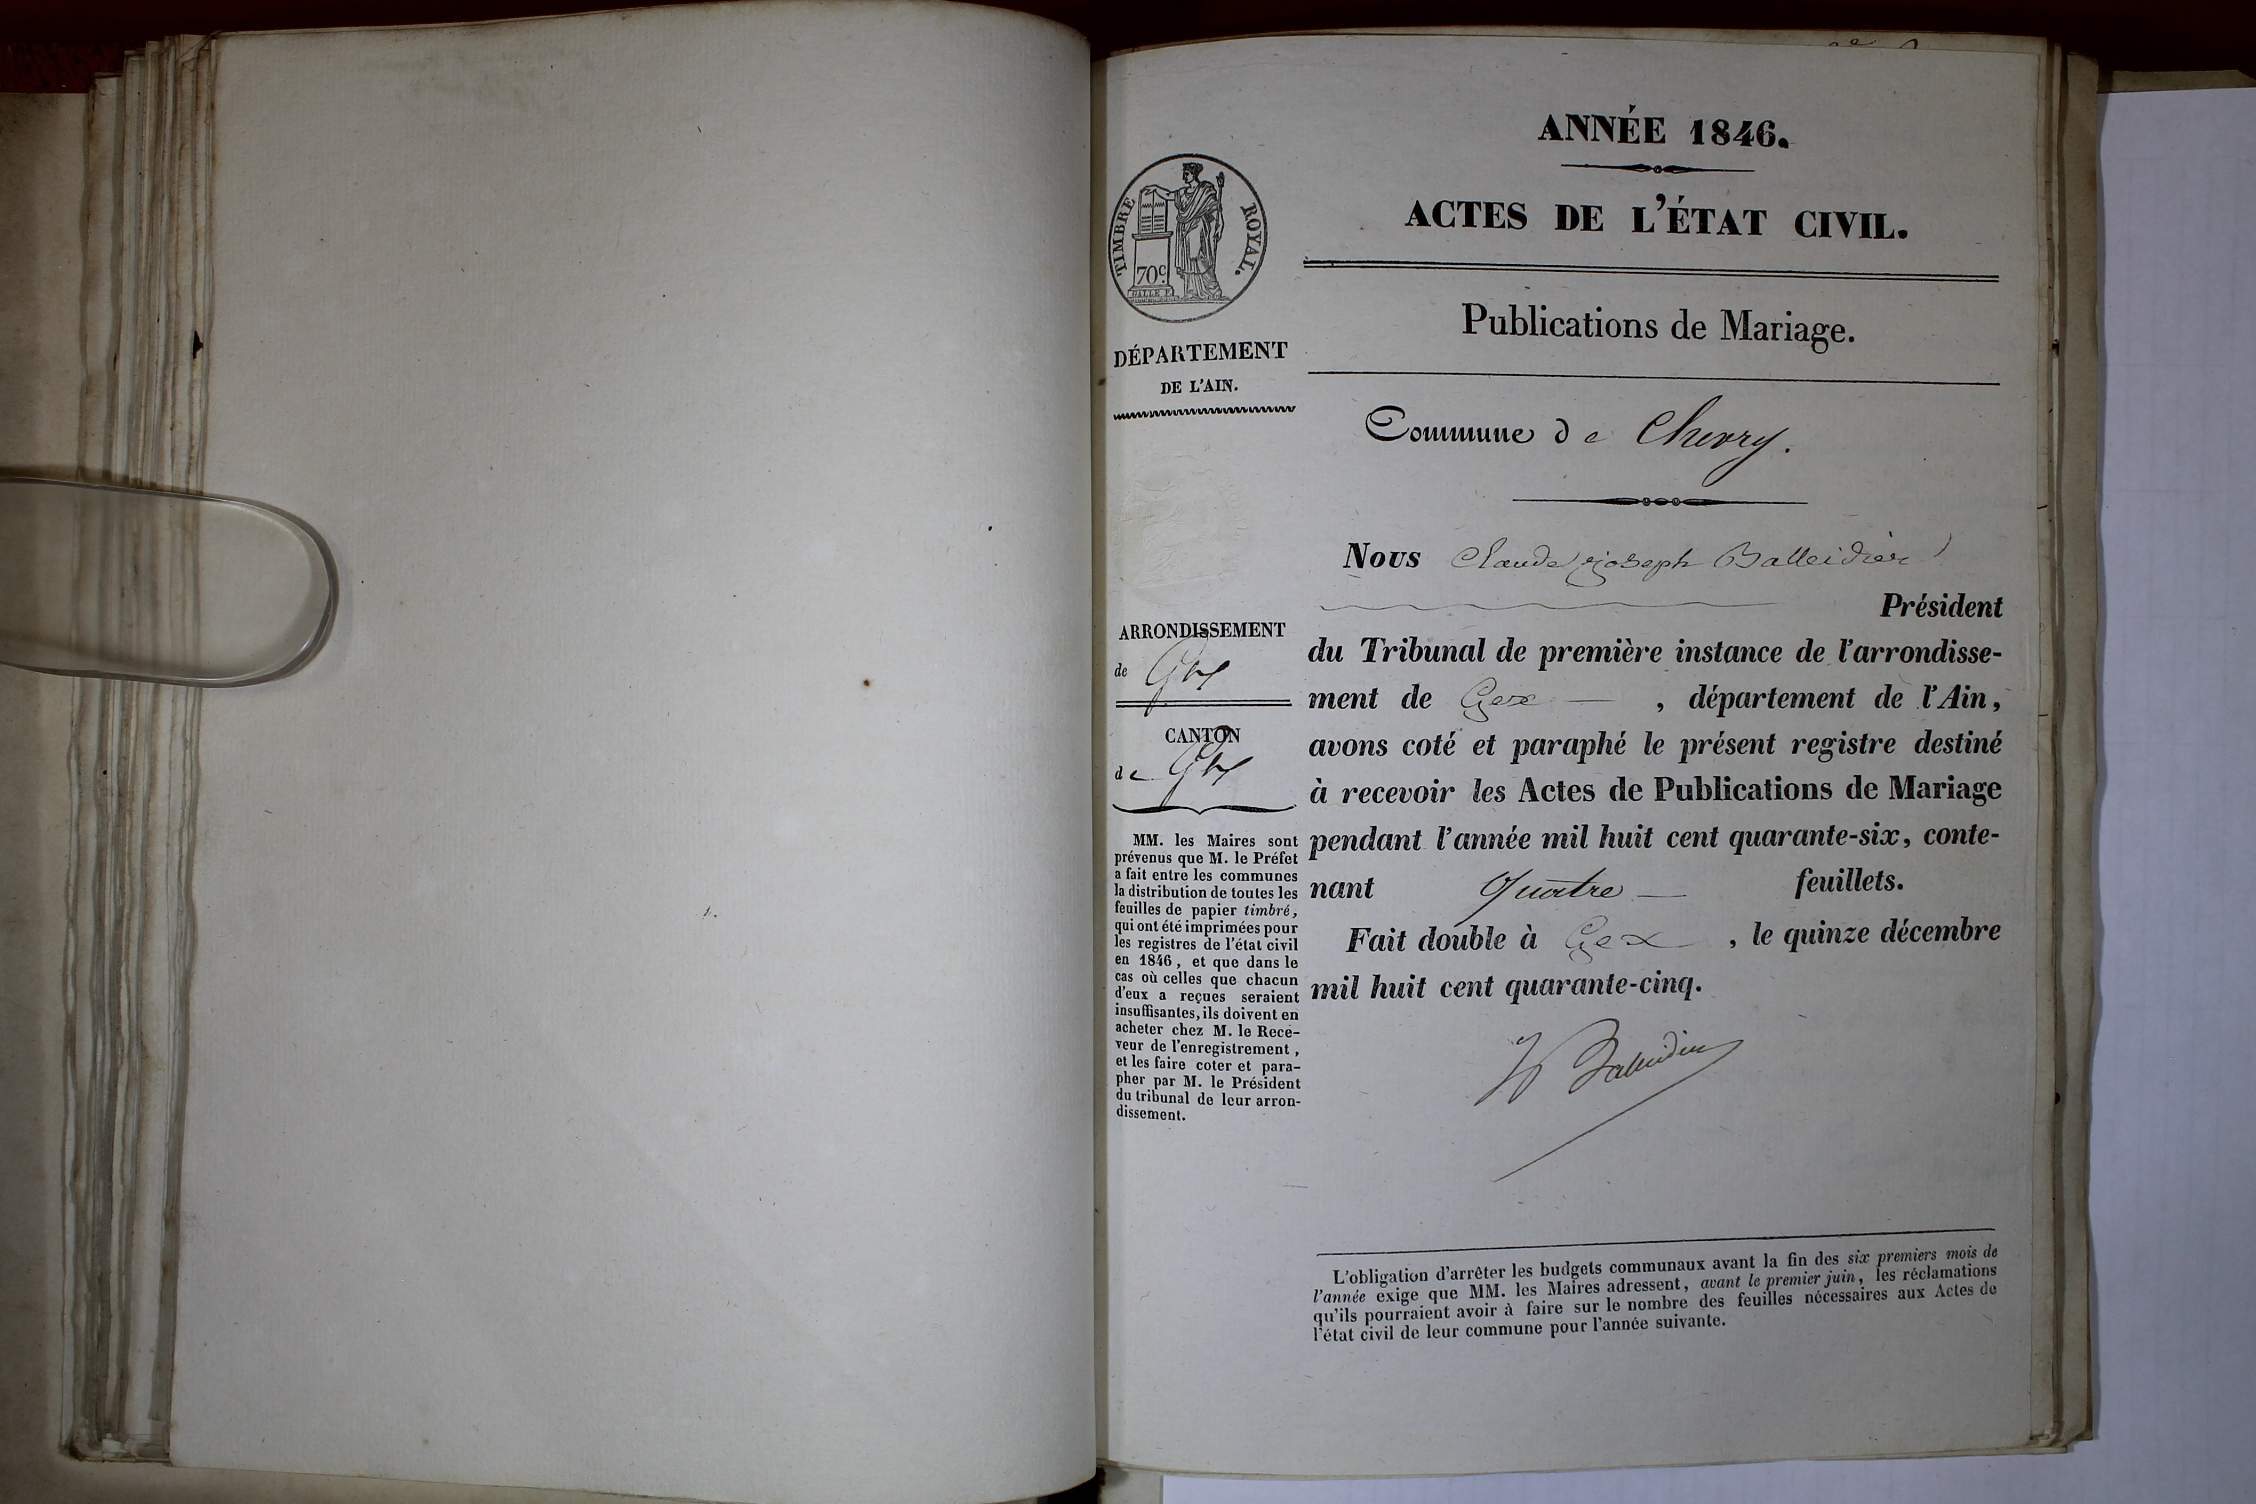 ANNÉE 1846.
ACTES DE L'ÉTAT CIVIL.
Publications de Mariage.
Commune de Chevry.
TIMBRE ROYAL.
70c.
DÉPARTEMENT
DE L'AIN.
ARRONDISSEMENT
de Gex
CANTON
de Gex
MM. les Maires sont
prévenus que M. le Préfet
a fait entre les communes
la distribution de toutes les
feuilles de papier timbré,
qui ont été imprimées pour
les registres de l'état civil
en 1846, et que dans le
cas où celles que chacun
d'eux a reçues seraient
insuffisantes, ils doivent en
acheter chez M. le Rece-
veur de l'enregistrement,
et les faire coter et para-
pher par M. le Président
du tribunal de leur arron-
dissement.
Nous Claude joseph Balleidier
Président
du Tribunal de première instance de l'arrondisse-
ment de Gex, département de l'Ain,
avons coté et paraphé le présent registre destiné
à recevoir les Actes de Publications de Mariage
pendant l'année mil huit cent quarante-six, conte-
nant Quatre feuillets.
Fait double à Gex, le quinze décembre
mil huit cent quarante-cinq.
Balleidier
L'obligation d'arrêter les budgets communaux avant la fin des six premiers mois de
l'année exige que MM. les Maires adressent, avant le premier juin, les réclamations
qu'ils pourraient avoir à faire sur le nombre des feuilles nécessaires aux Actes de
l'état civil de leur commune pour l'année suivante.